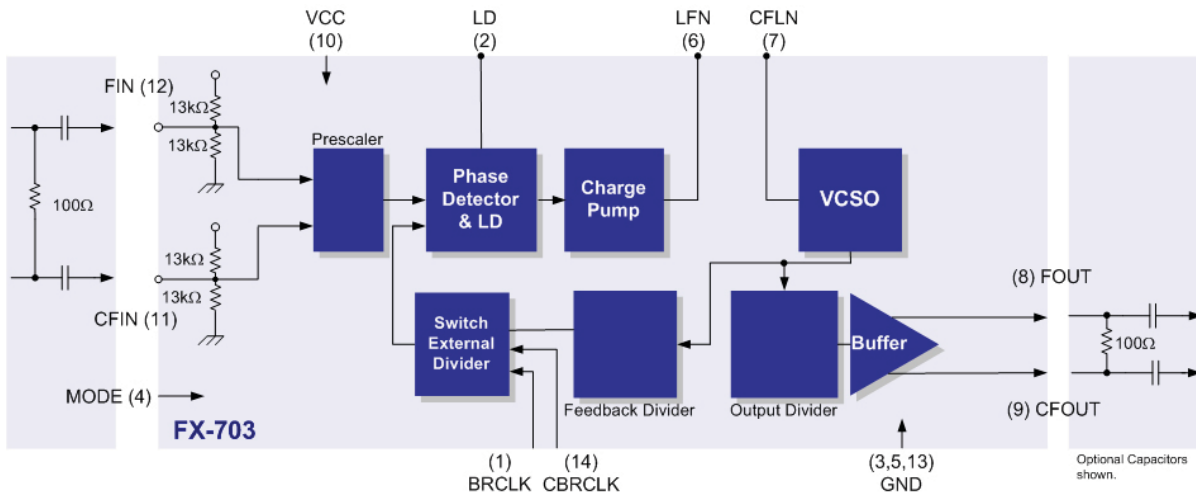 VCC
(10)
LD
(2)
LFN
(6)
CFLN
(7)
FIN (12)
13kΩ
13kΩ
Prescaler
Phase
Detector
& LD
Charge
Pump
VCSO
100Ω
13kΩ
13kΩ
CFIN (11)
(8) FOUT
Switch
External
Divider
Buffer
100Ω
MODE (4)
Feedback Divider
Output Divider
(9) CFOUT
FX-703
(1)
BRCLK
(14)
CBRCLK
(3,5,13)
GND
Optional Capacitors
shown.